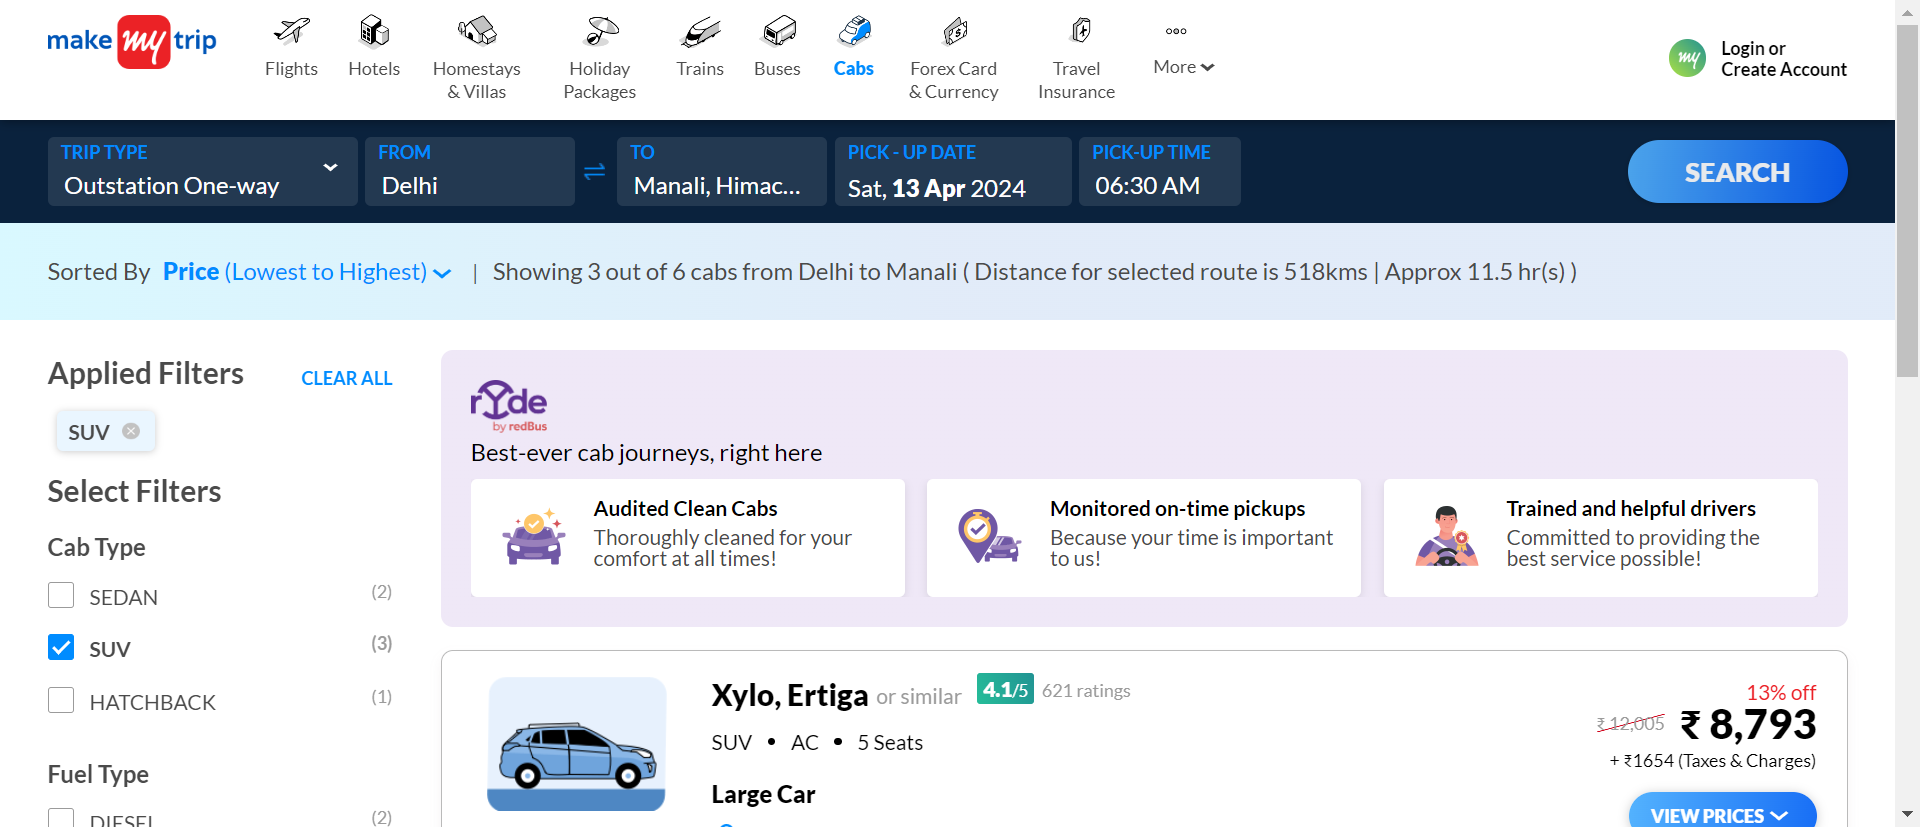 make my trip
Flights
Hotels
Homestays
& Villas
Holiday
Packages
Trains
Buses
Cabs
Forex Card
& Currency
Travel
Insurance
More
my
Login or
Create Account
TRIP TYPE
Outstation One-way
FROM
Delhi
TO
Manali, Himac...
PICK - UP DATE
Sat, 13 Apr 2024
PICK-UP TIME
06:30 AM
SEARCH
Sorted By Price (Lowest to Highest) | Showing 3 out of 6 cabs from Delhi to Manali ( Distance for selected route is 518kms | Approx 11.5 hr(s) )
Applied Filters
CLEAR ALL
SUV
Select Filters
Cab Type
SEDAN (2)
SUV (3)
HATCHBACK (1)
Fuel Type
DIESEL (2)
rYde
by redBus
Best-ever cab journeys, right here
Audited Clean Cabs
Thoroughly cleaned for your
comfort at all times!
Monitored on-time pickups
Because your time is important
to us!
Trained and helpful drivers
Committed to providing the
best service possible!
Xylo, Ertiga or similar 4.1/5 621 ratings
SUV • AC • 5 Seats
Large Car
13% off
₹ 12,005 ₹ 8,793
+ ₹1654 (Taxes & Charges)
VIEW PRICES